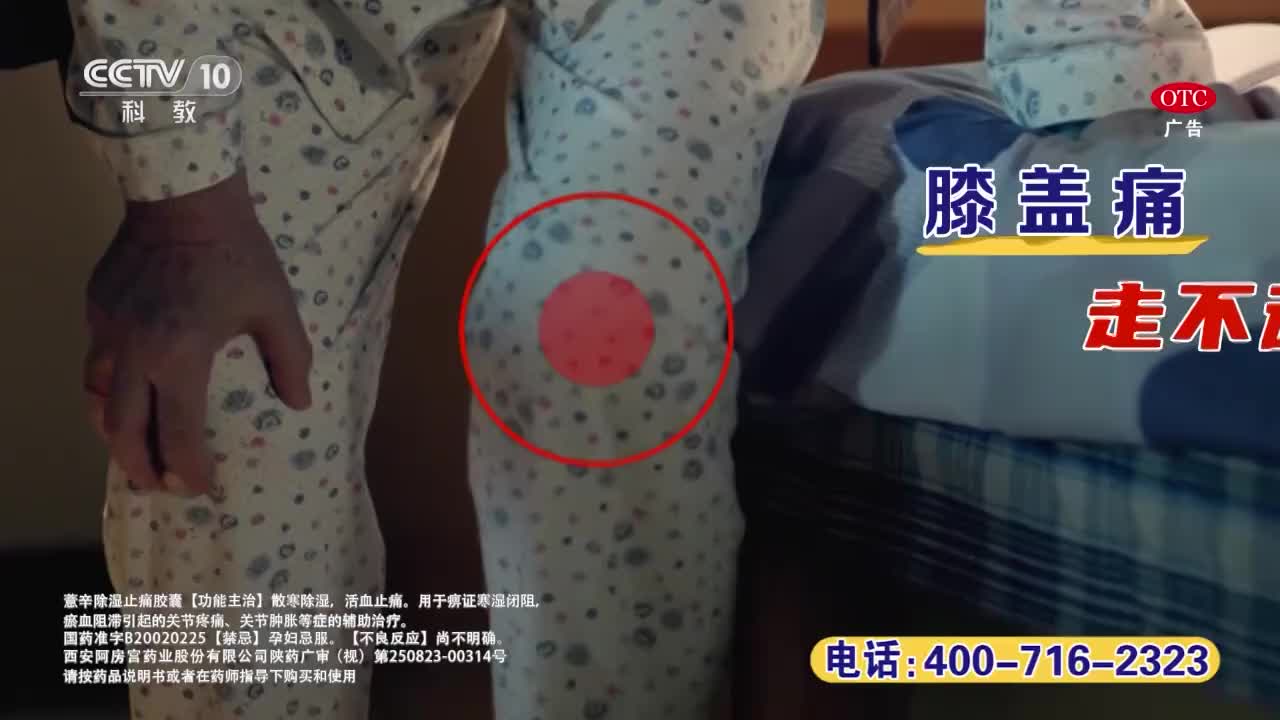 CCTV 10
科教
OTC
广告
膝盖痛
走不
薏辛除湿止痛胶囊【功能主治】散寒除湿，活血止痛。用于痹证寒湿闭阻，
瘀血阻滞引起的关节疼痛、关节肿胀等症的辅助治疗。
国药准字B20020225【禁忌】孕妇忌服。【不良反应】尚不明确。
西安阿房宫药业股份有限公司陕药广审（视）第250823-00314号
请按药品说明书或者在药师指导下购买和使用
电话:400-716-2323